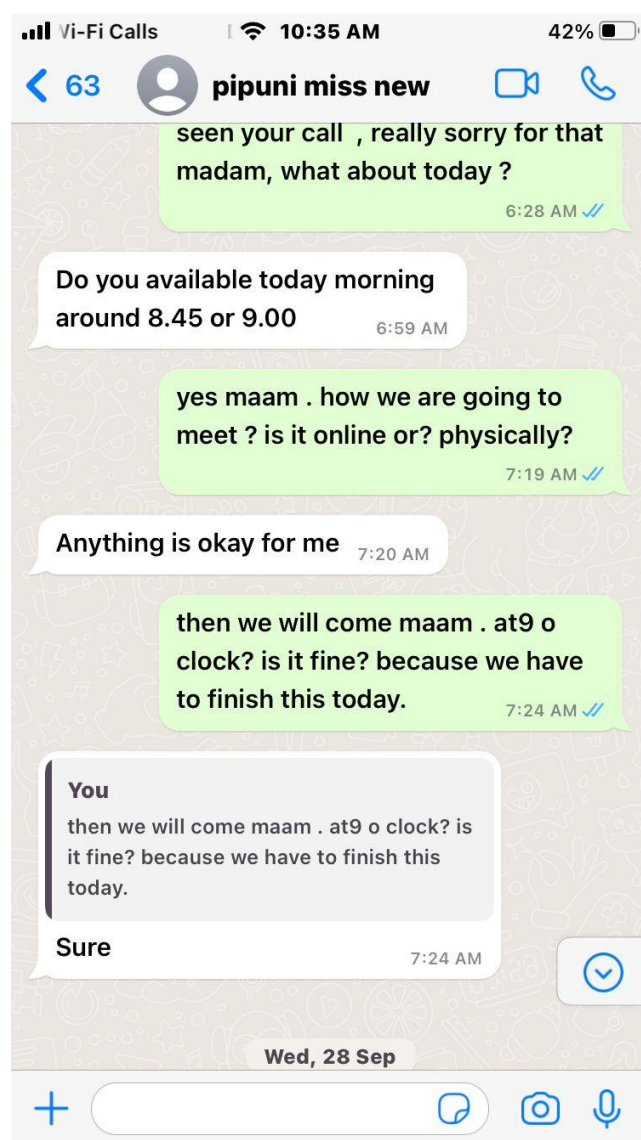 Vi-Fi Calls 10:35 AM 42%
63 pipuni miss new
seen your call , really sorry for that
madam, what about today ?
6:28 AM
Do you available today morning
around 8.45 or 9.00 6:59 AM
yes maam . how we are going to
meet ? is it online or? physically?
7:19 AM
Anything is okay for me 7:20 AM
then we will come maam . at9 o
clock? is it fine? because we have
to finish this today. 7:24 AM
You
then we will come maam . at9 o clock? is
it fine? because we have to finish this
today.
Sure 7:24 AM
Wed, 28 Sep